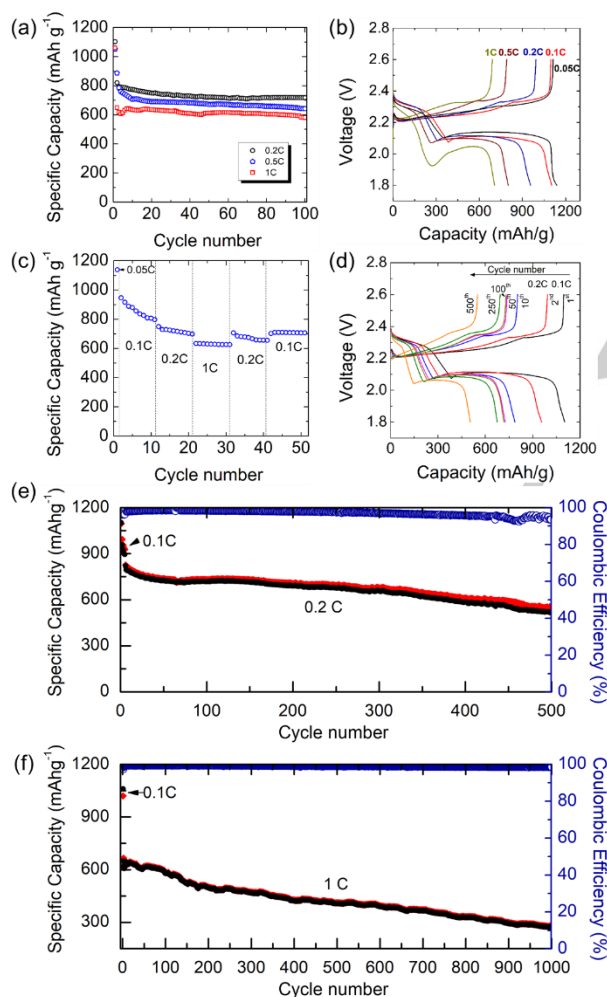 (a)
Specific Capacity (mAh g⁻¹)
1200
1000
800
600
400
200
0
0 20 40 60 80 100
Cycle number
0.2C
0.5C
1C
(b)
Voltage (V)
2.8
2.6
2.4
2.2
2.0
1.8
0 300 600 900 1200 1500
Capacity (mAh/g)
1C 0.5C 0.2C 0.1C
0.05C
(c)
Specific Capacity (mAh g⁻¹)
1200
1000
800
600
400
200
0
0 10 20 30 40 50
Cycle number
0.05C
0.1C
0.2C
1C
0.2C
0.1C
(d)
Voltage (V)
2.8
2.6
2.4
2.2
2.0
1.8
0 300 600 900 1200
Capacity (mAh/g)
Cycle number
0.2C 0.1C
500th
250th
100th
50th
10th
2nd
1st
(e)
Specific Capacity (mAhg⁻¹)
1200
900
600
300
0
0 100 200 300 400 500
Cycle number
0.1C
0.2 C
100
80
60
40
20
0
Coulombic Efficiency (%)
(f)
Specific Capacity (mAhg⁻¹)
1200
900
600
300
0 100 200 300 400 500 600 700 800 900 1000
Cycle number
0.1C
1 C
100
80
60
40
20
0
Coulombic Efficiency (%)